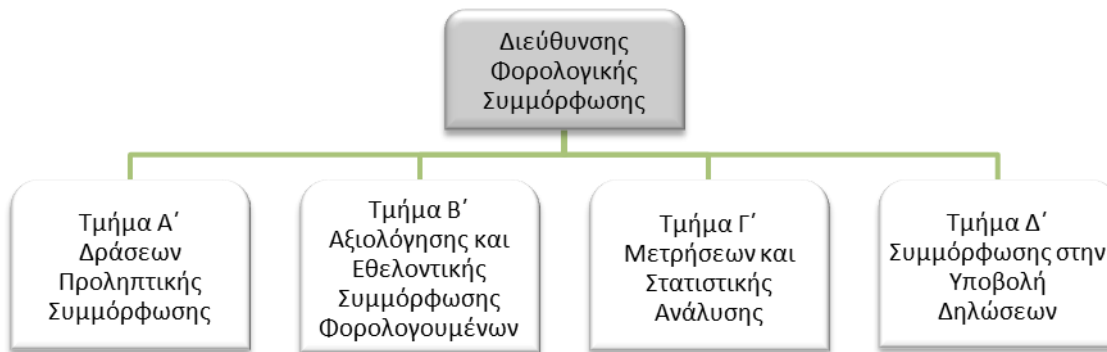 Διεύθυνσης
Φορολογικής
Συμμόρφωσης
Τμήμα Α΄
Δράσεων
Προληπτικής
Συμμόρφωσης
Τμήμα Β΄
Αξιολόγησης και
Εθελοντικής
Συμμόρφωσης
Φορολογουμένων
Τμήμα Γ΄
Μετρήσεων και
Στατιστικής
Ανάλυσης
Τμήμα Δ΄
Συμμόρφωσης στην
Υποβολή
Δηλώσεων